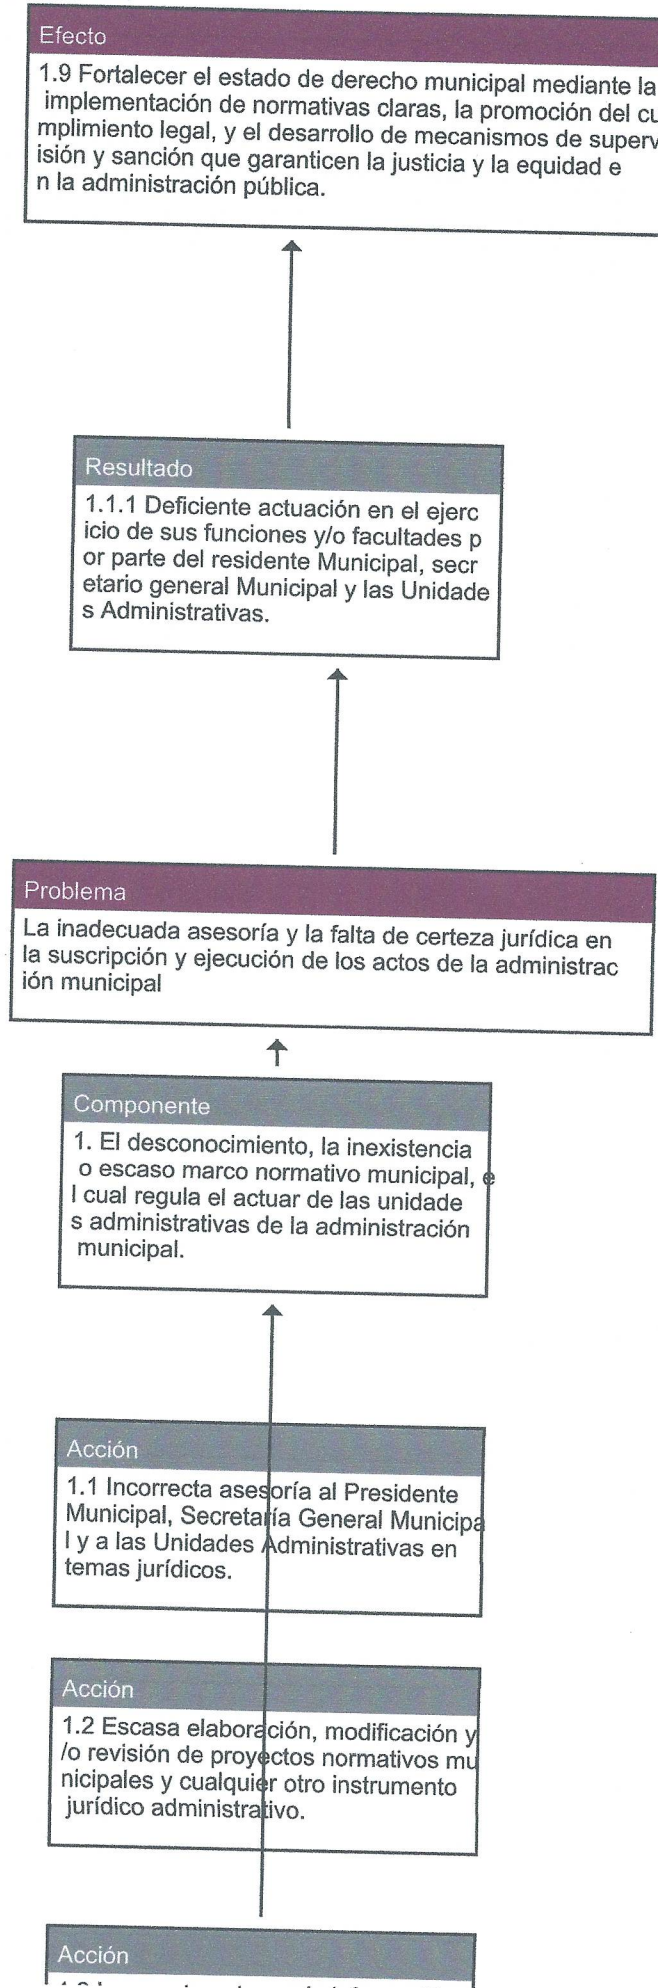 Efecto
1.9 Fortalecer el estado de derecho municipal mediante la
implementación de normativas claras, la promoción del cu
mplimiento legal, y el desarrollo de mecanismos de superv
isión y sanción que garanticen la justicia y la equidad e
n la administración pública.
Resultado
1.1.1 Deficiente actuación en el ejerc
icio de sus funciones y/o facultades p
or parte del residente Municipal, secr
etario general Municipal y las Unidade
s Administrativas.
Problema
La inadecuada asesoría y la falta de certeza jurídica en
la suscripción y ejecución de los actos de la administrac
ión municipal
Componente
1. El desconocimiento, la inexistencia
o escaso marco normativo municipal, e
l cual regula el actuar de las unidade
s administrativas de la administración
municipal.
Acción
1.1 Incorrecta asesoría al Presidente
Municipal, Secretaría General Municipa
l y a las Unidades Administrativas en
temas jurídicos.
Acción
1.2 Escasa elaboración, modificación y
/o revisión de proyectos normativos mu
nicipales y cualquier otro instrumento
jurídico administrativo.
Acción